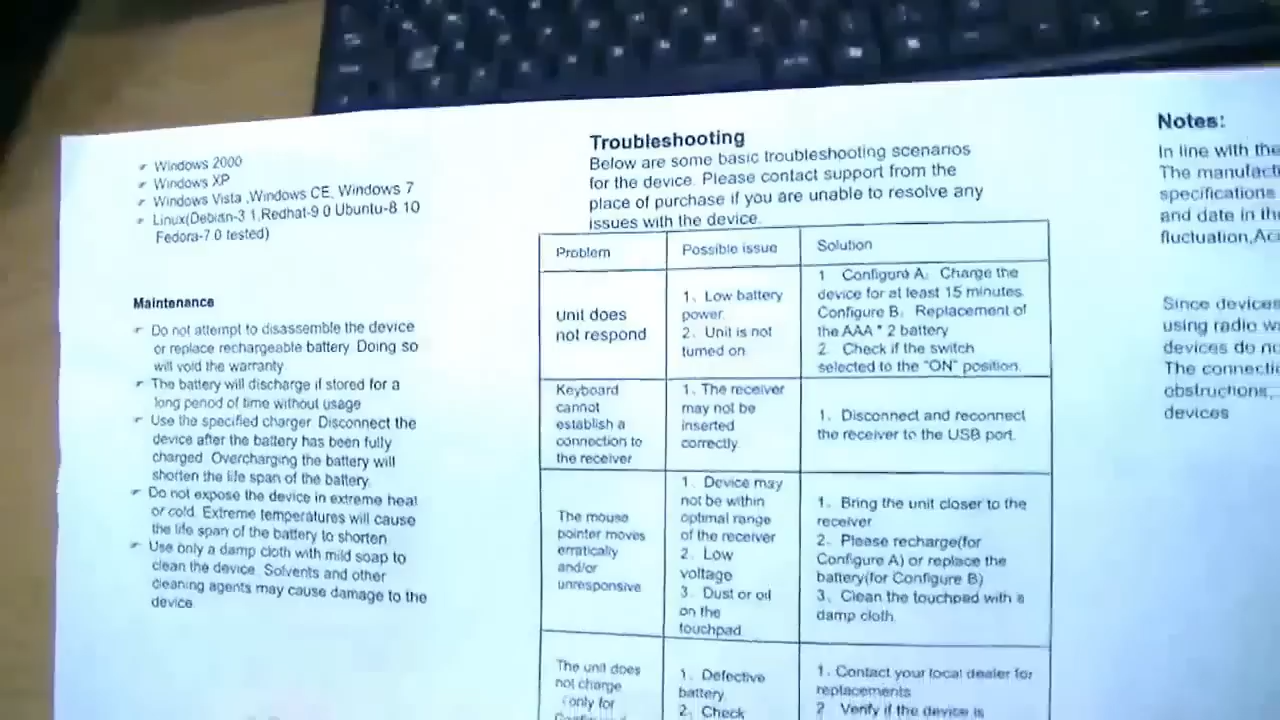 Windows 2000
Windows XP
Windows Vista ,Windows CE, Windows 7
Linux(Debian-3 1,Redhat-9 0 Ubuntu-8 10
Fedora-7 0 tested)
Maintenance
Do not attempt to disassemble the device
or replace rechargeable battery. Doing so
will void the warranty
The battery will discharge if stored for a
long period of time without usage
Use the specified charger. Disconnect the
device after the battery has been fully
charged. Overcharging the battery will
shorten the life span of the battery.
Do not expose the device in extreme heat
or cold. Extreme temperatures will cause
the life span of the battery to shorten
Use only a damp cloth with mild soap to
clean the device. Solvents and other
cleaning agents may cause damage to the
device.
Troubleshooting
Below are some basic troubleshooting scenarios
for the device. Please contact support from the
place of purchase if you are unable to resolve any
issues with the device.
Problem
Possible issue
Solution
Unit does
not respond
1. Low battery
power.
2. Unit is not
turned on
1 Configure A: Charge the
device for at least 15 minutes.
Configure B: Replacement of
the AAA * 2 battery
2. Check if the switch
selected to the "ON" position.
Keyboard
cannot
establish a
connection to
the receiver
1. The receiver
may not be
inserted
correctly.
1. Disconnect and reconnect
the receiver to the USB port.
The mouse
pointer moves
erratically
and/or
unresponsive
1. Device may
not be within
optimal range
of the receiver
2. Low
voltage
3. Dust or oil
on the
touchpad
1. Bring the unit closer to the
receiver
2. Please recharge(for
Configure A) or replace the
battery(for Configure B)
3. Clean the touchpad with a
damp cloth.
The unit does
not charge
(only for
1. Defective
battery
2. Check
1. Contact your local dealer for
replacements
2. Verify if the device is
Notes:
In line with the
The manufact
specifications
and date in the
fluctuation,Ac
Since devices
using radio wa
devices do no
The connecti
obstructions,
devices